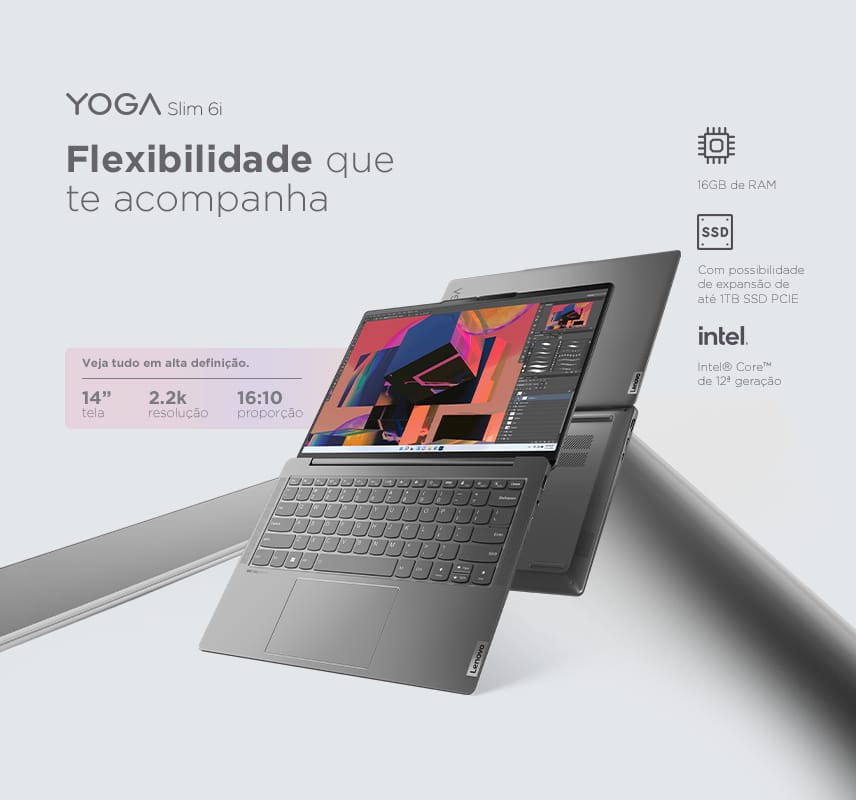 YOGA Slim 6i
Flexibilidade que
te acompanha
16GB de RAM
SSD
Com possibilidade
de expansão de
até 1TB SSD PCIE
intel.
Intel® Core™
de 12ª geração
Veja tudo em alta definição.
14” 2.2k 16:10
tela resolução proporção
Lenovo
Lenovo